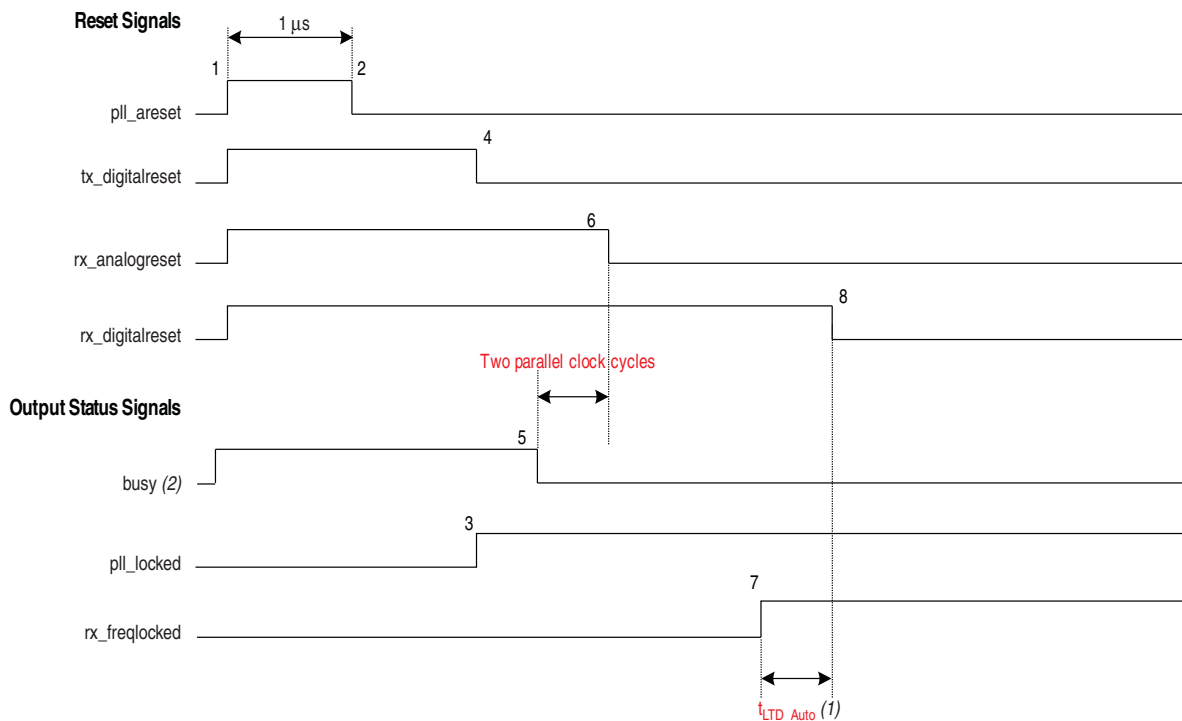 Reset Signals
1 μs
1
2
pll_areset
4
tx_digitalreset
6
rx_analogreset
8
rx_digitalreset
Two parallel clock cycles
Output Status Signals
5
busy (2)
3
pll_locked
7
rx_freqlocked
tLTD_Auto (1)